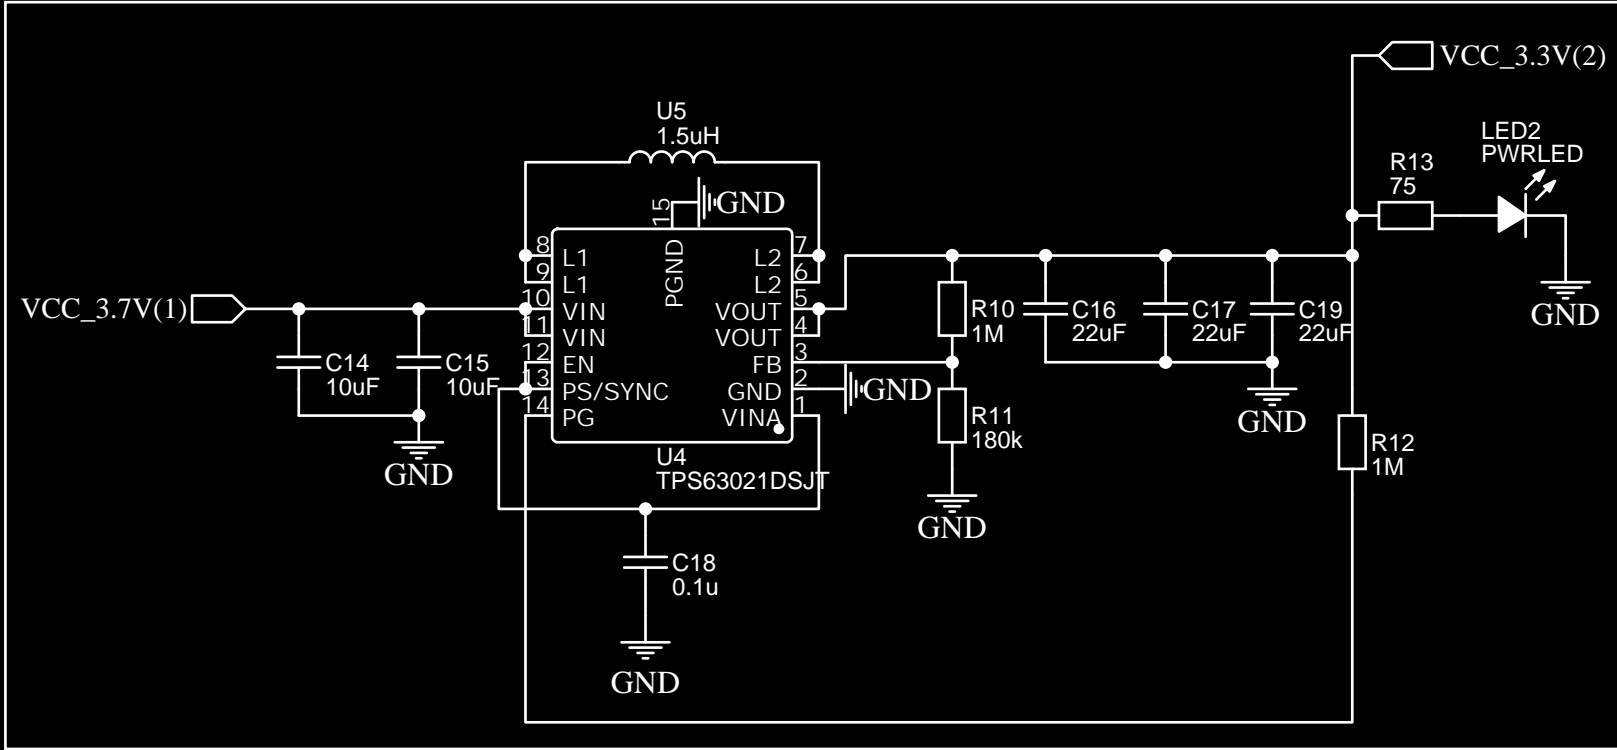 VCC_3.3V(2)
U5
1.5uH
LED2
PWRLED
R13
75
GND
15
PGND
8
L1
9
L1
10
VIN
11
VIN
12
EN
13
PS/SYNC
14
PG
7
L2
6
L2
5
VOUT
4
VOUT
3
FB
2
GND
1
VINA
VCC_3.7V(1)
C14
10uF
C15
10uF
GND
GND
R10
1M
C16
22uF
C17
22uF
C19
22uF
GND
GND
R11
180k
GND
R12
1M
U4
TPS63021DSJT
C18
0.1u
GND